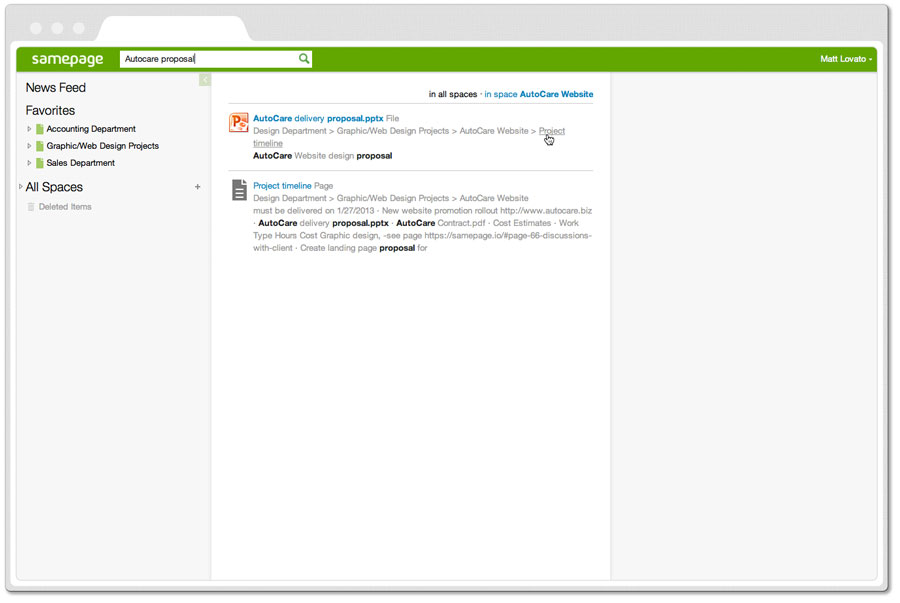 samepage
Autocare proposal
Matt Lovato
News Feed
Favorites
Accounting Department
Graphic/Web Design Projects
Sales Department
All Spaces +
Deleted Items
in all spaces · in space AutoCare Website
P
AutoCare delivery proposal.pptx File
Design Department > Graphic/Web Design Projects > AutoCare Website > Project
timeline
AutoCare Website design proposal
Project timeline Page
Design Department > Graphic/Web Design Projects > AutoCare Website
must be delivered on 1/27/2013 · New website promotion rollout http://www.autocare.biz
· AutoCare delivery proposal.pptx · AutoCare Contract.pdf · Cost Estimates · Work
Type Hours Cost Graphic design, -see page https://samepage.io/#page-66-discussions-
with-client · Create landing page proposal for